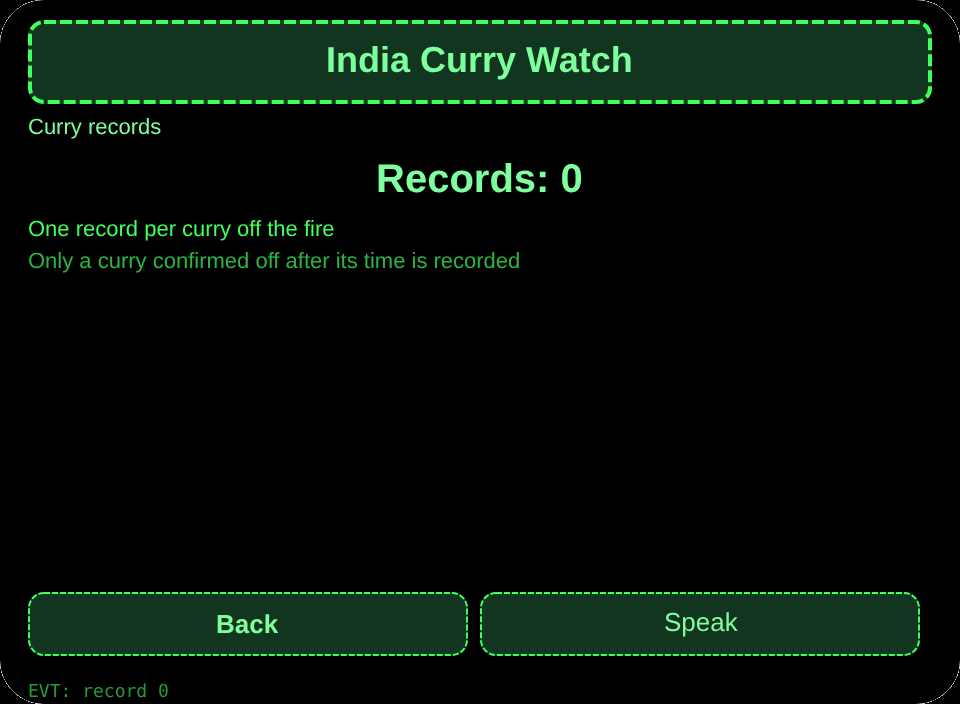 India Curry Watch
Curry records
Records: 0
One record per curry off the fire
Only a curry confirmed off after its time is recorded
Back
Speak
EVT: record 0